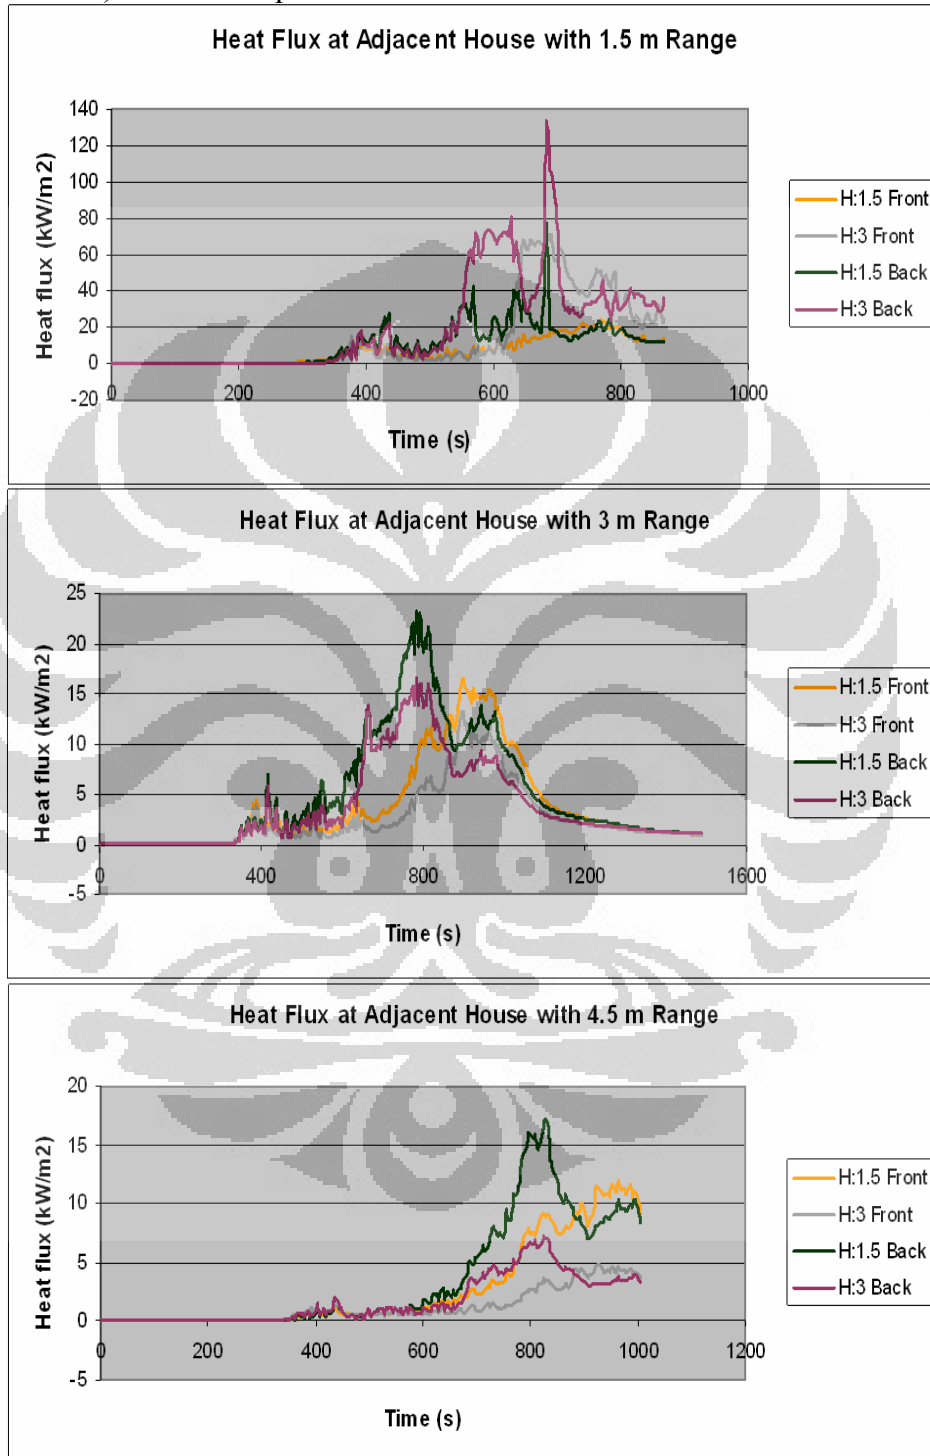 Heat Flux at Adjacent House with 1.5 m Range
Heat flux (kW/m2)
140
120
100
80
60
40
20
0
-20
0 200 400 600 800 1000
Time (s)
H:1.5 Front
H:3 Front
H:1.5 Back
H:3 Back
Heat Flux at Adjacent House with 3 m Range
Heat flux (kW/m2)
25
20
15
10
5
0
-5
0 400 800 1200 1600
Time (s)
H:1.5 Front
H:3 Front
H:1.5 Back
H:3 Back
Heat Flux at Adjacent House with 4.5 m Range
Heat flux (kW/m2)
20
15
10
5
0
-5
0 200 400 600 800 1000 1200
Time (s)
H:1.5 Front
H:3 Front
H:1.5 Back
H:3 Back